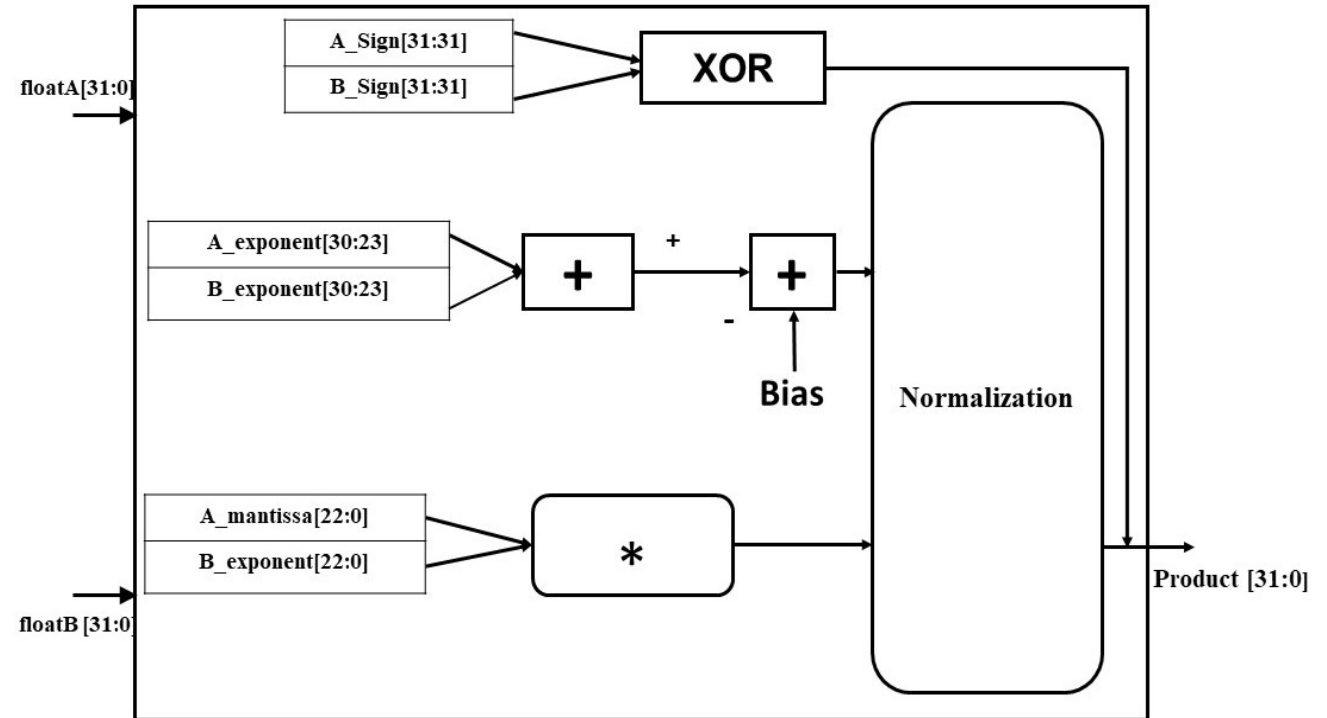 A_Sign[31:31]
XOR
B_Sign[31:31]
floatA[31:0]
A_exponent[30:23]
+
B_exponent[30:23]
+
+
-
Bias
Normalization
A_mantissa[22:0]
B_exponent[22:0]
*
Product [31:0]
floatB [31:0]